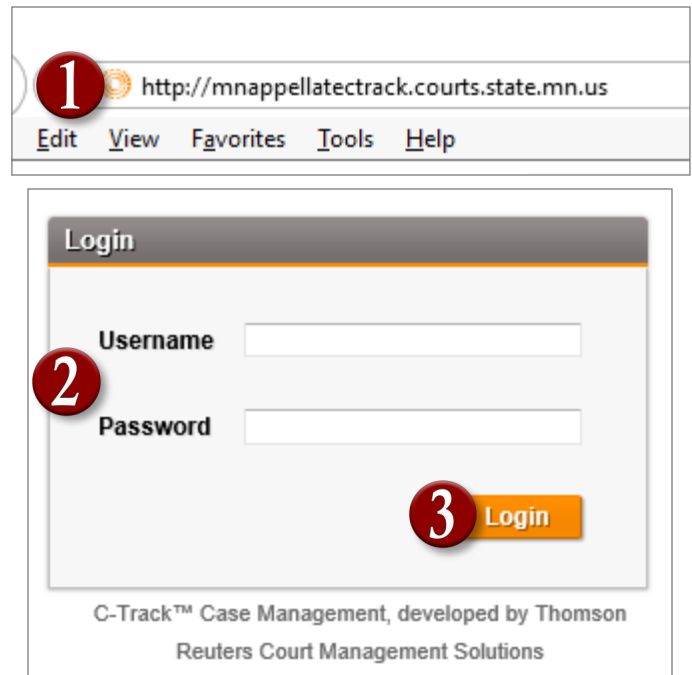 1 http://mnappellatectrack.courts.state.mn.us
Edit View Favorites Tools Help
Login
Username
2
Password
3 Login
C-Track™ Case Management, developed by Thomson
Reuters Court Management Solutions